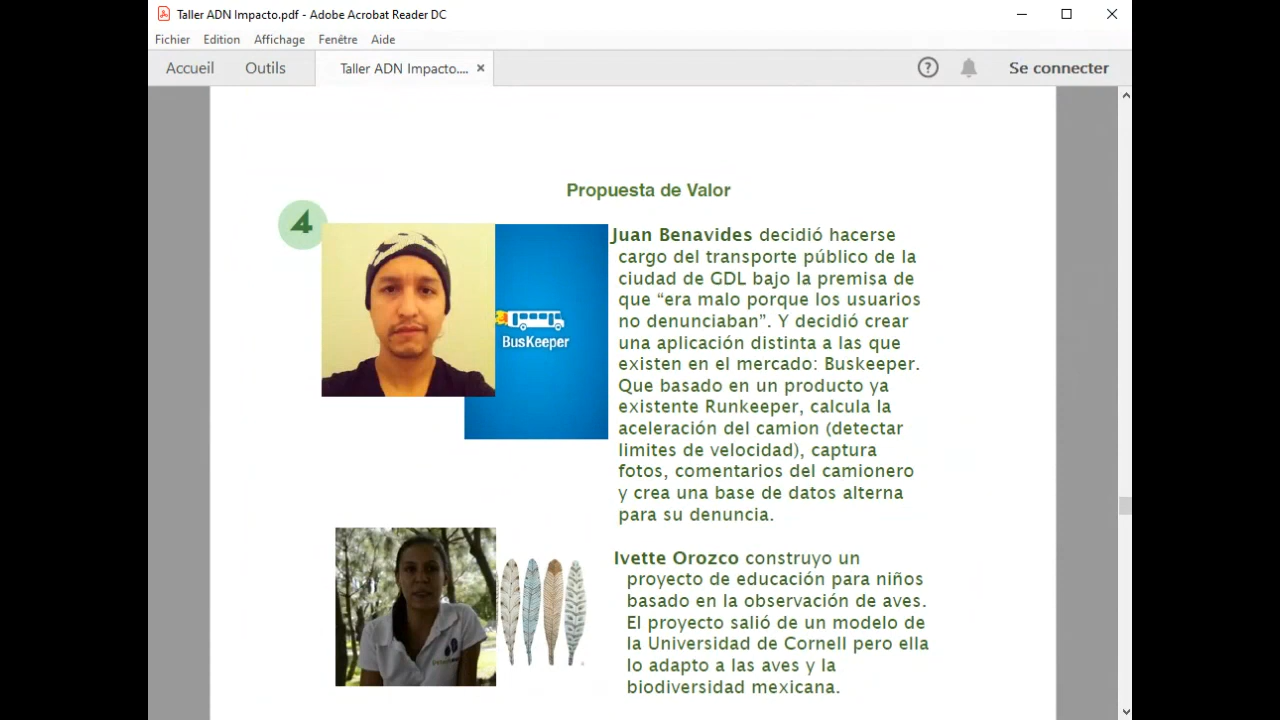 Taller ADN Impacto.pdf - Adobe Acrobat Reader DC
Fichier Edition Affichage Fenêtre Aide
Accueil Outils Taller ADN Impacto.... × ? Se connecter
Propuesta de Valor
4
BusKeeper
Juan Benavides decidió hacerse
cargo del transporte público de la
ciudad de GDL bajo la premisa de
que “era malo porque los usuarios
no denunciaban”. Y decidió crear
una aplicación distinta a las que
existen en el mercado: Buskeeper.
Que basado en un producto ya
existente Runkeeper, calcula la
aceleración del camion (detectar
limites de velocidad), captura
fotos, comentarios del camionero
y crea una base de datos alterna
para su denuncia.
Ivette Orozco construyo un
proyecto de educación para niños
basado en la observación de aves.
El proyecto salió de un modelo de
la Universidad de Cornell pero ella
lo adapto a las aves y la
biodiversidad mexicana.